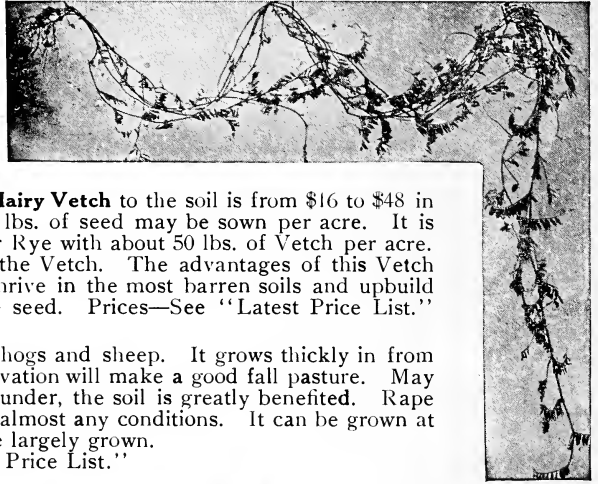 Hairy Vetch to the soil is from $16 to $48 in
lbs. of seed may be sown per acre. It is
Rye with about 50 lbs. of Vetch per acre.
the Vetch. The advantages of this Vetch
in the most barren soils and upbuild
seed. Prices—See "Latest Price List."
hogs and sheep. It grows thickly in from
will make a good fall pasture. May
under, the soil is greatly benefited. Rape
almost any conditions. It can be grown at
largely grown.
Price List."